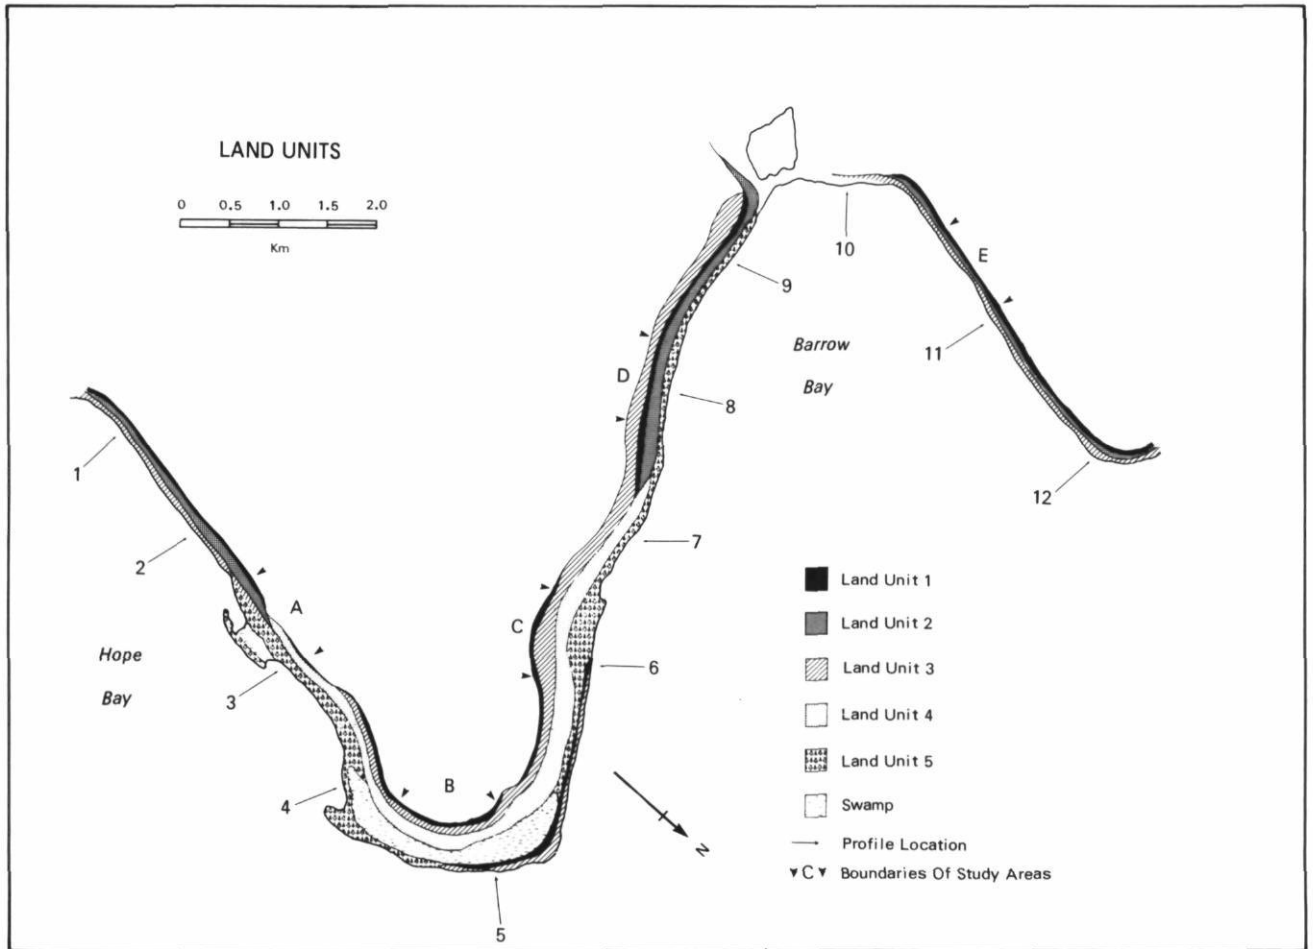 LAND UNITS
0 0.5 1.0 1.5 2.0
Km
10
E
9
Barrow
Bay
11
D
8
1
12
2
7
Land Unit 1
A
C
Land Unit 2
Hope
Bay
6
Land Unit 3
3
Land Unit 4
B
Land Unit 5
4
Swamp
N
Profile Location
C Boundaries Of Study Areas
5